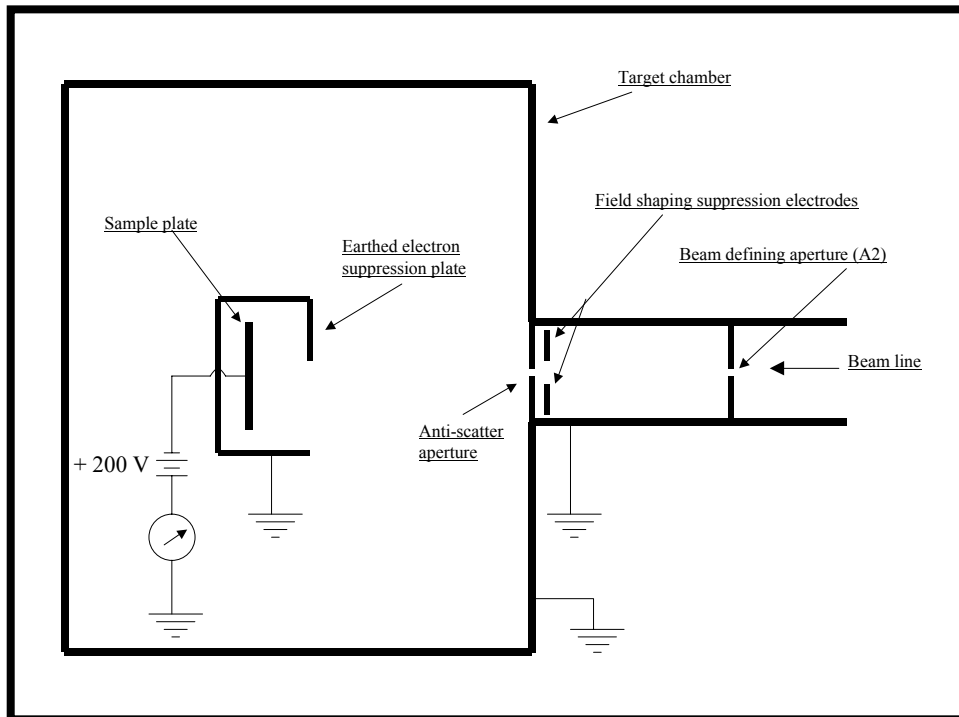 Target chamber
Field shaping suppression electrodes
Sample plate
Earthed electron
suppression plate
Beam defining aperture (A2)
Beam line
Anti-scatter
aperture
+ 200 V